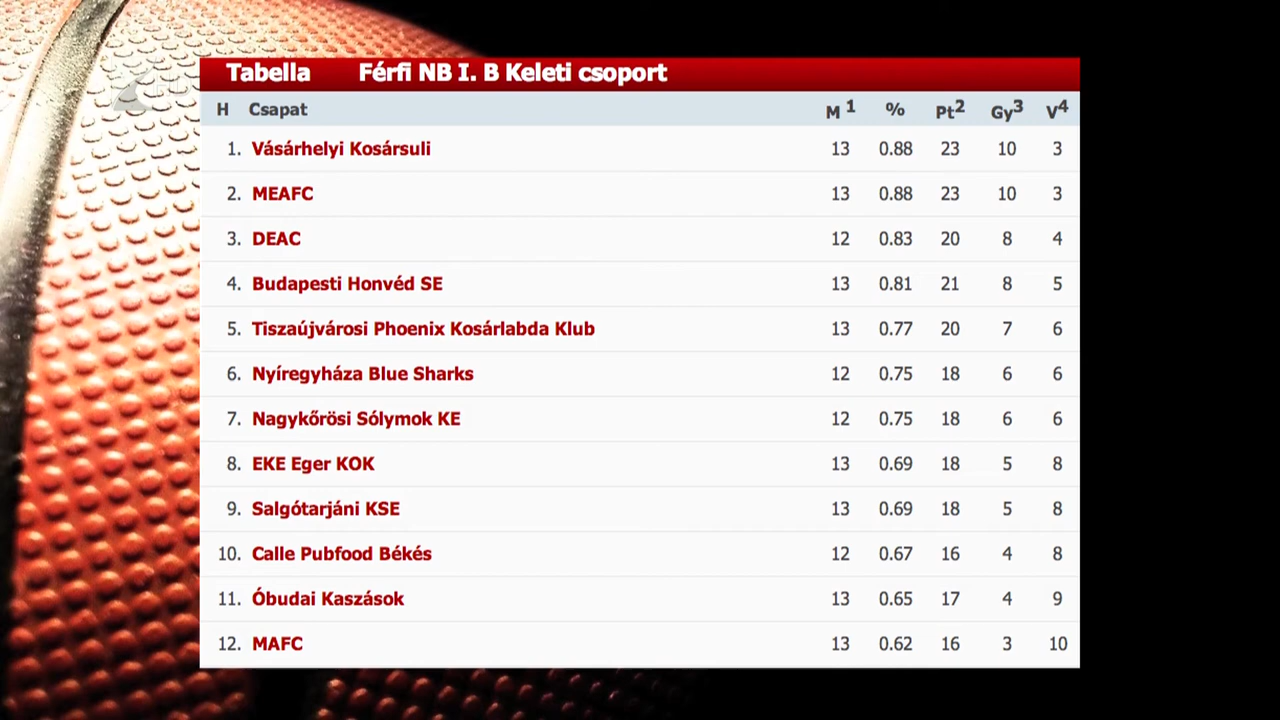 Tabella Férfi NB I. B Keleti csoport
H Csapat M 1 % Pt2 Gy3 V4
1. Vásárhelyi Kosársuli 13 0.88 23 10 3
2. MEAFC 13 0.88 23 10 3
3. DEAC 12 0.83 20 8 4
4. Budapesti Honvéd SE 13 0.81 21 8 5
5. Tiszaújvárosi Phoenix Kosárlabda Klub 13 0.77 20 7 6
6. Nyíregyháza Blue Sharks 12 0.75 18 6 6
7. Nagykőrösi Sólymok KE 12 0.75 18 6 6
8. EKE Eger KOK 13 0.69 18 5 8
9. Salgótarjáni KSE 13 0.69 18 5 8
10. Calle Pubfood Békés 12 0.67 16 4 8
11. Óbudai Kaszások 13 0.65 17 4 9
12. MAFC 13 0.62 16 3 10